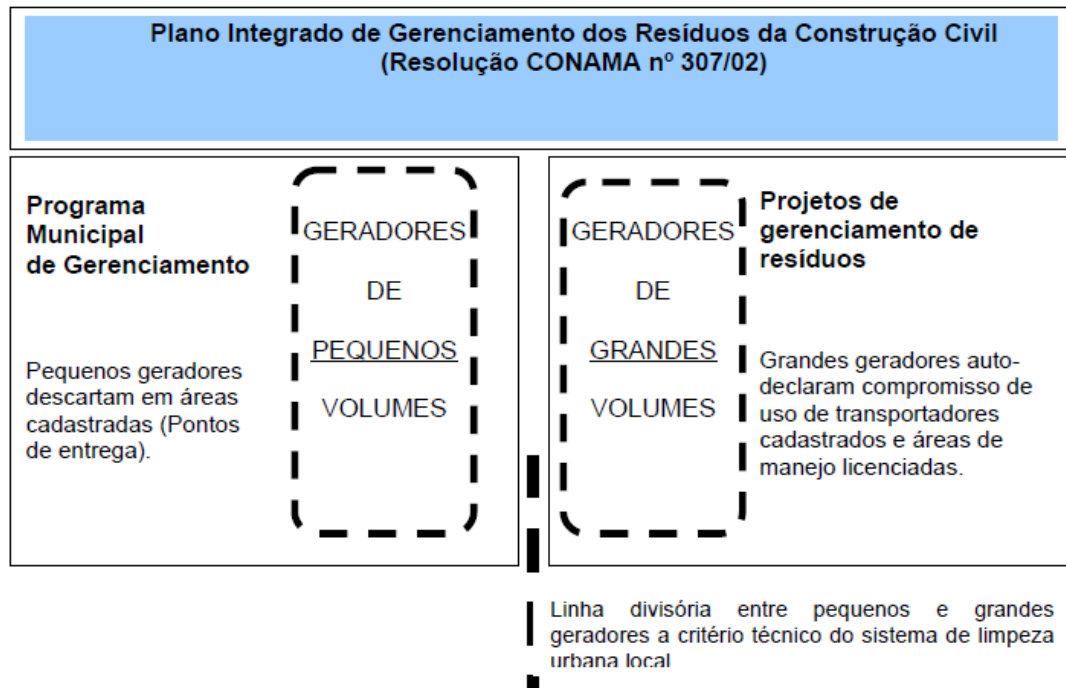 Plano Integrado de Gerenciamento dos Resíduos da Construção Civil
(Resolução CONAMA nº 307/02)
Programa
Municipal
de Gerenciamento
Pequenos geradores
descartam em áreas
cadastradas (Pontos
de entrega).
GERADORES
DE
PEQUENOS
VOLUMES
GERADORES
DE
GRANDES
VOLUMES
Projetos de
gerenciamento de
resíduos
Grandes geradores auto-
declaram compromisso de
uso de transportadores
cadastrados e áreas de
manejo licenciadas.
Linha divisória entre pequenos e grandes
geradores a critério técnico do sistema de limpeza
urbana local